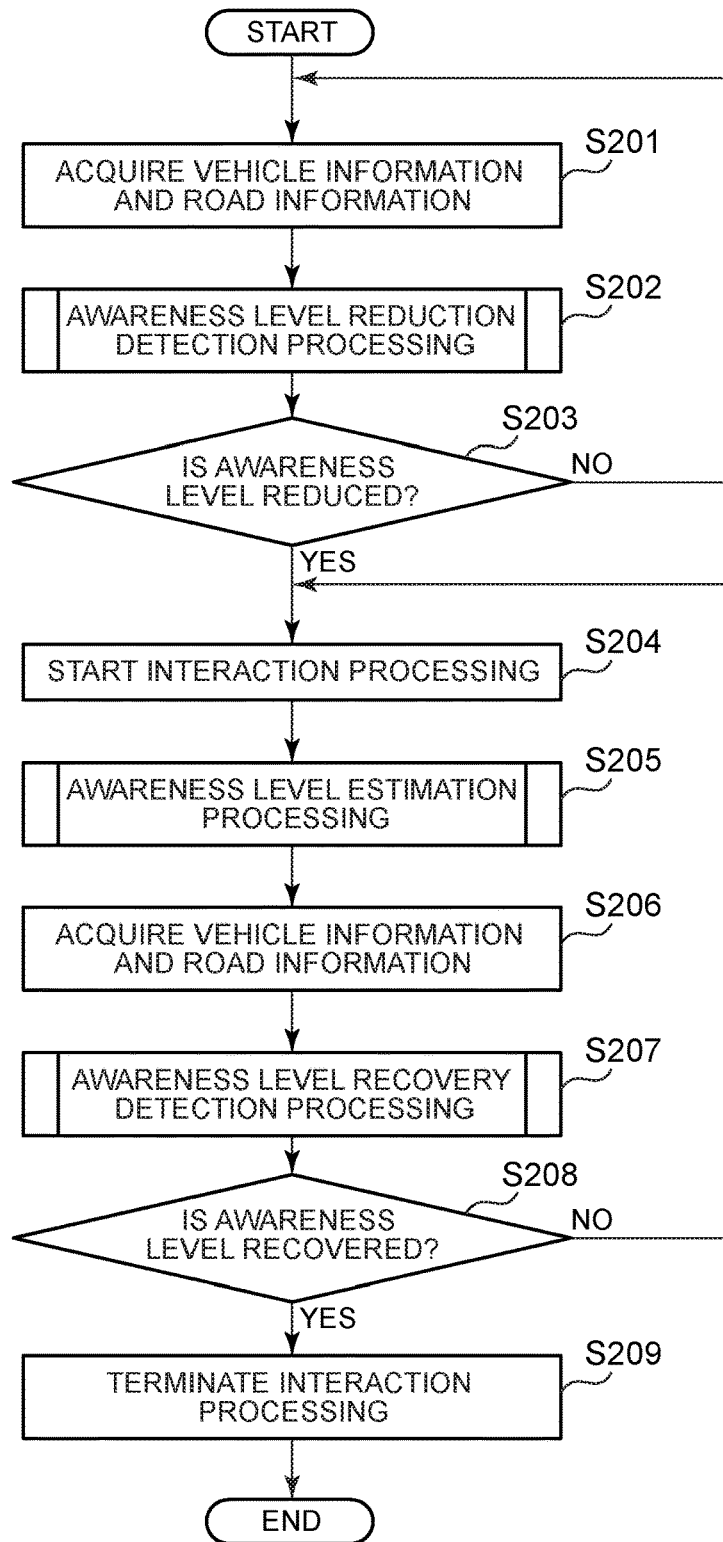 START
S201
ACQUIRE VEHICLE INFORMATION
AND ROAD INFORMATION
S202
AWARENESS LEVEL REDUCTION
DETECTION PROCESSING
S203
IS AWARENESS
LEVEL REDUCED?
NO
YES
S204
START INTERACTION PROCESSING
S205
AWARENESS LEVEL ESTIMATION
PROCESSING
S206
ACQUIRE VEHICLE INFORMATION
AND ROAD INFORMATION
S207
AWARENESS LEVEL RECOVERY
DETECTION PROCESSING
S208
IS AWARENESS
LEVEL RECOVERED?
NO
YES
S209
TERMINATE INTERACTION
PROCESSING
END